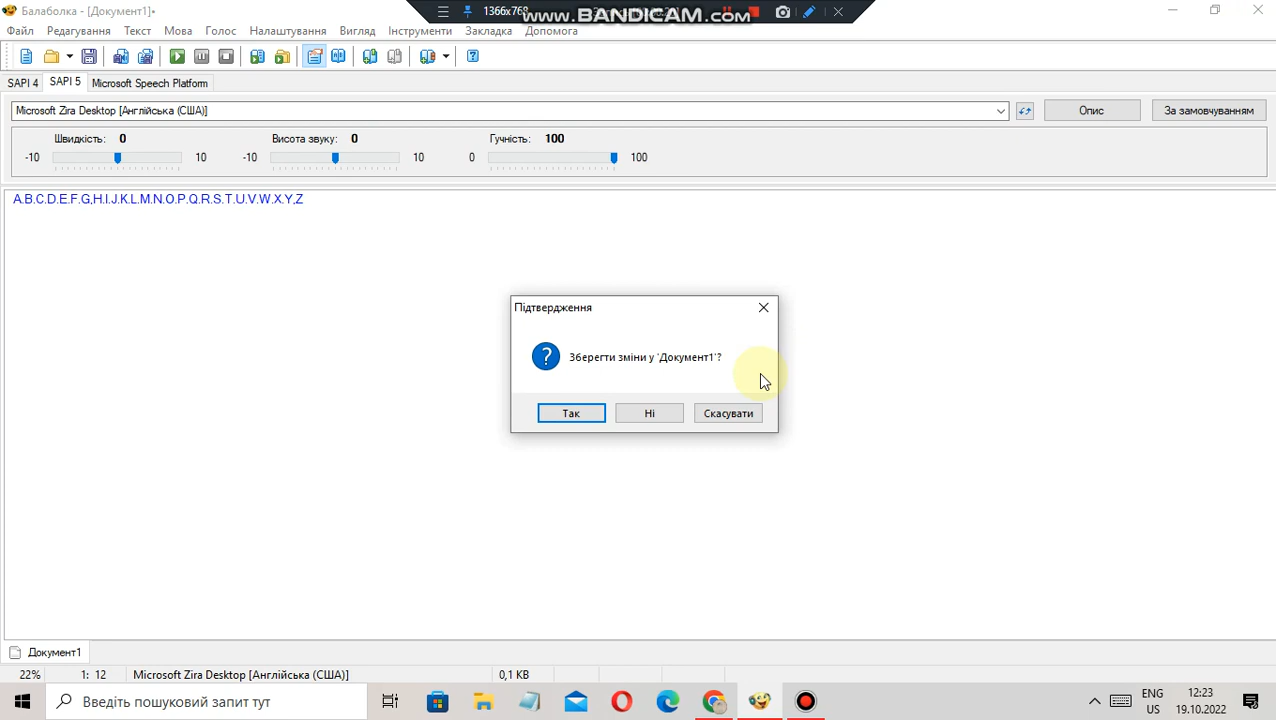 Балаболка - [Документ1]*
1366x768
www.BANDICAM.com
Файл Редагування Текст Мова Голос Налаштування Вигляд Інструменти Закладка Допомога
SAPI 4 SAPI 5 Microsoft Speech Platform
Microsoft Zira Desktop [Англійська (США)]
Опис За замовчуванням
Швидкість: 0 Висота звуку: 0 Гучність: 100
-10 10 -10 10 0 100
A.B.C.D.E.F.G,H.I.J.K.L.M.N.O.P.Q.R.S.T.U.V.W.X.Y,Z
Підтвердження
Зберегти зміни у 'Документ1'?
Так Ні Скасувати
Документ1
22% 1: 12 Microsoft Zira Desktop [Англійська (США)] 0,1 KB
Введіть пошуковий запит тут
ENG 12:23
US 19.10.2022